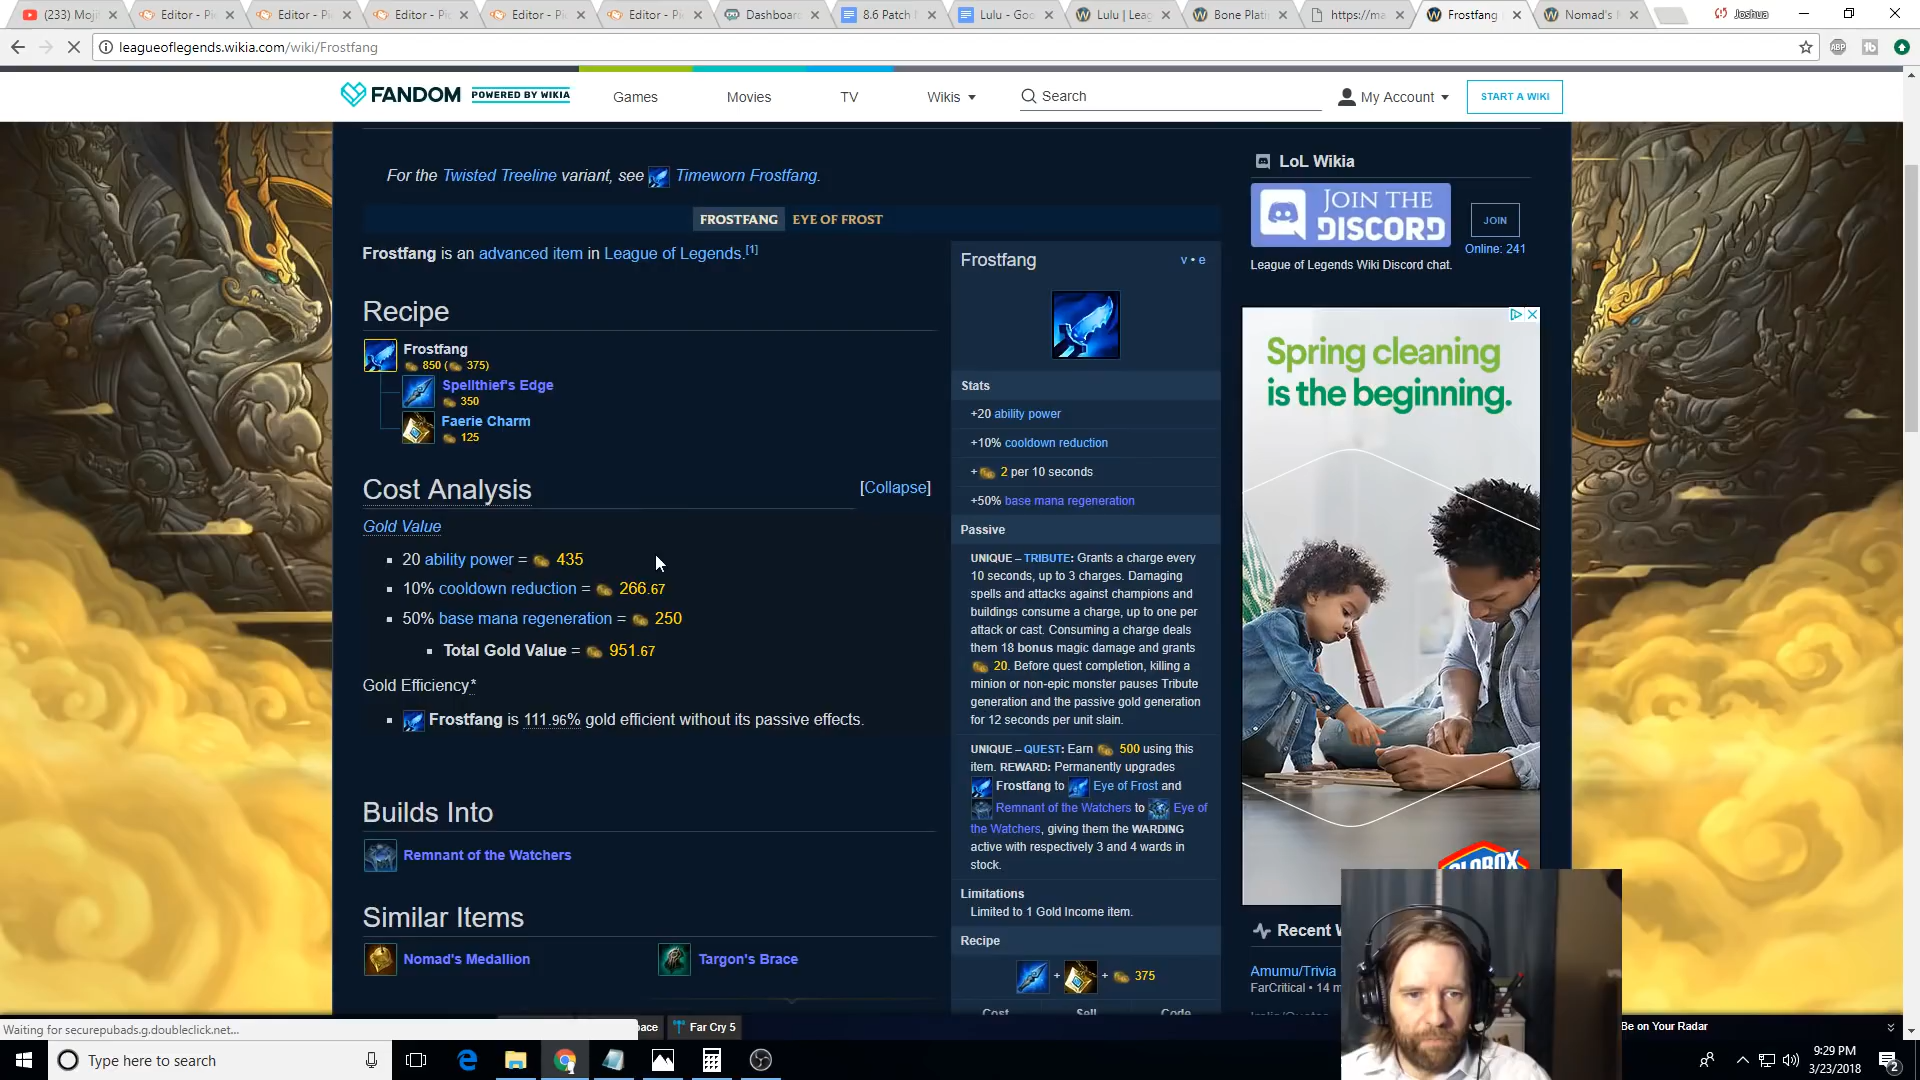 (233) Moji
Editor - Pi
Editor - Pi
Editor - Pi
Editor - Pi
Editor - Pi
Dashboar
8.6 Patch
Lulu - Goo
Lulu | Leag
Bone Plati
https://ma
Frostfang
Nomad's
Joshua
leagueoflegends.wikia.com/wiki/Frostfang
FANDOM POWERED BY WIKIA
Games
Movies
TV
Wikis
Search
My Account
START A WIKI
For the Twisted Treeline variant, see Timeworn Frostfang.
FROSTFANG EYE OF FROST
Frostfang is an advanced item in League of Legends.[1]
Recipe
Frostfang
850 ( 375)
Spellthief's Edge
350
Faerie Charm
125
Cost Analysis
[Collapse]
Gold Value
20 ability power = 435
10% cooldown reduction = 266.67
50% base mana regeneration = 250
Total Gold Value = 951.67
Gold Efficiency*
Frostfang is 111.96% gold efficient without its passive effects.
Builds Into
Remnant of the Watchers
Similar Items
Nomad's Medallion
Targon's Brace
Frostfang
v • e
Stats
+20 ability power
+10% cooldown reduction
+ 2 per 10 seconds
+50% base mana regeneration
Passive
UNIQUE – TRIBUTE: Grants a charge every
10 seconds, up to 3 charges. Damaging
spells and attacks against champions and
buildings consume a charge, up to one per
attack or cast. Consuming a charge deals
them 18 bonus magic damage and grants
20. Before quest completion, killing a
minion or non-epic monster pauses Tribute
generation and the passive gold generation
for 12 seconds per unit slain.
UNIQUE – QUEST: Earn 500 using this
item. REWARD: Permanently upgrades
Frostfang to Eye of Frost and
Remnant of the Watchers to Eye of
the Watchers, giving them the WARDING
active with respectively 3 and 4 wards in
stock.
Limitations
Limited to 1 Gold Income item.
Recipe
+ + 375
Cost Sell Code
LoL Wikia
JOIN THE
DISCORD
JOIN
Online: 241
League of Legends Wiki Discord chat.
Spring cleaning
is the beginning.
CLOROX
Recent W
Amumu/Trivia
FarCritical • 14 m
Be on Your Radar
Waiting for securepubads.g.doubleclick.net...
pace
Far Cry 5
Type here to search
9:29 PM
3/23/2018
2